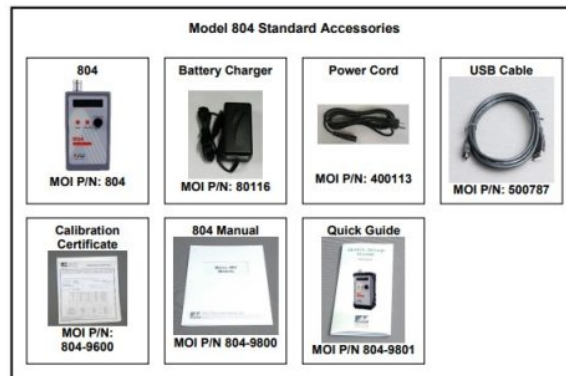 Model 804 Standard Accessories
804
MOI P/N: 804
Battery Charger
MOI P/N: 80116
Power Cord
MOI P/N: 400113
USB Cable
MOI P/N: 500787
Calibration
Certificate
MOI P/N:
804-9600
804 Manual
MOI P/N 804-9800
Quick Guide
MOI P/N 804-9801